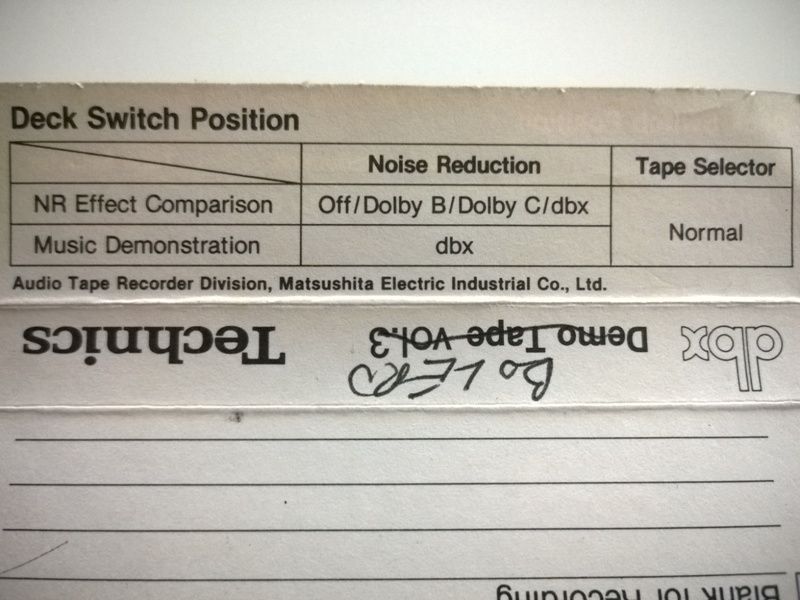 Deck Switch Position
Noise Reduction Tape Selector
NR Effect Comparison Off/Dolby B/Dolby C/dbx Normal
Music Demonstration dbx
Audio Tape Recorder Division, Matsushita Electric Industrial Co., Ltd.
dbx Demo Tape Vol.3 Technics
BOLERO
Blank for Recording